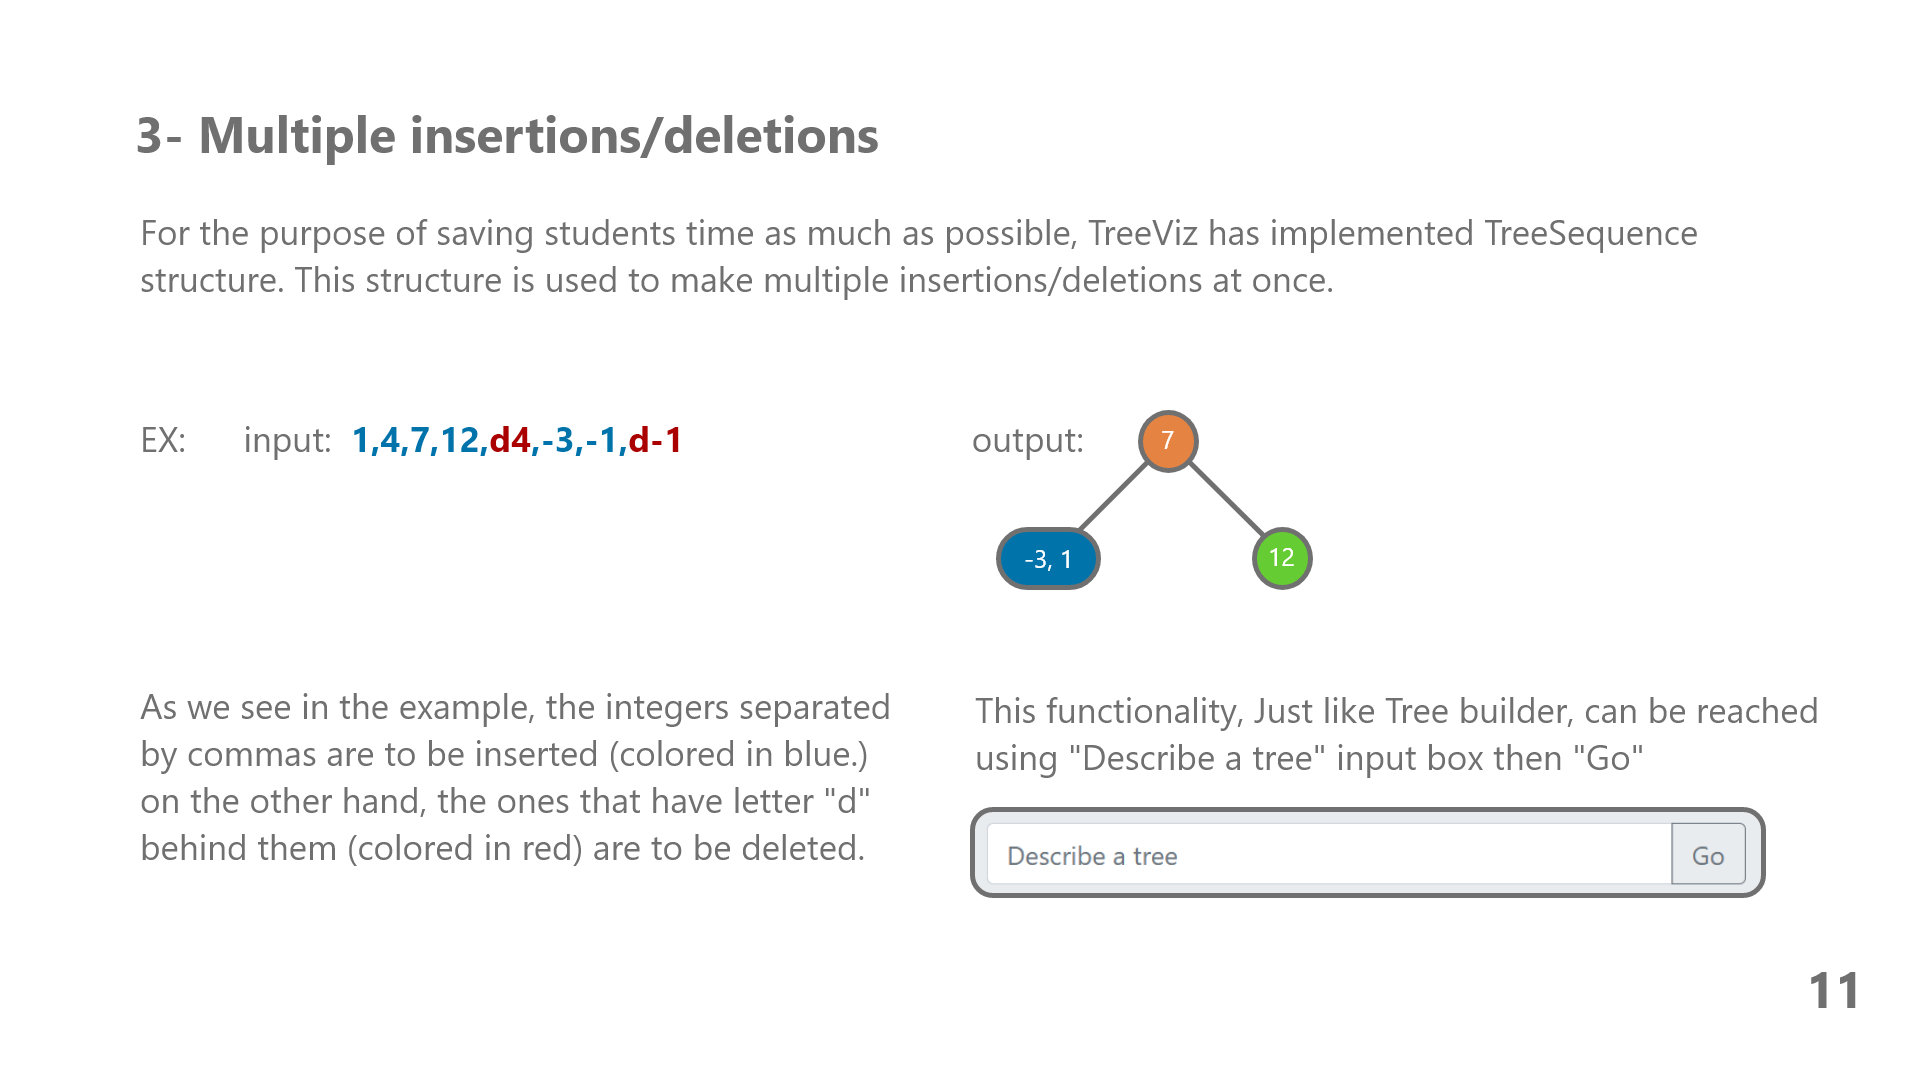 3- Multiple insertions/deletions
For the purpose of saving students time as much as possible, TreeViz has implemented TreeSequence
structure. This structure is used to make multiple insertions/deletions at once.
EX: input: 1,4,7,12,d4,-3,-1,d-1
output:
7
-3, 1
12
As we see in the example, the integers separated
by commas are to be inserted (colored in blue.)
on the other hand, the ones that have letter "d"
behind them (colored in red) are to be deleted.
This functionality, Just like Tree builder, can be reached
using "Describe a tree" input box then "Go"
Describe a tree
Go
11